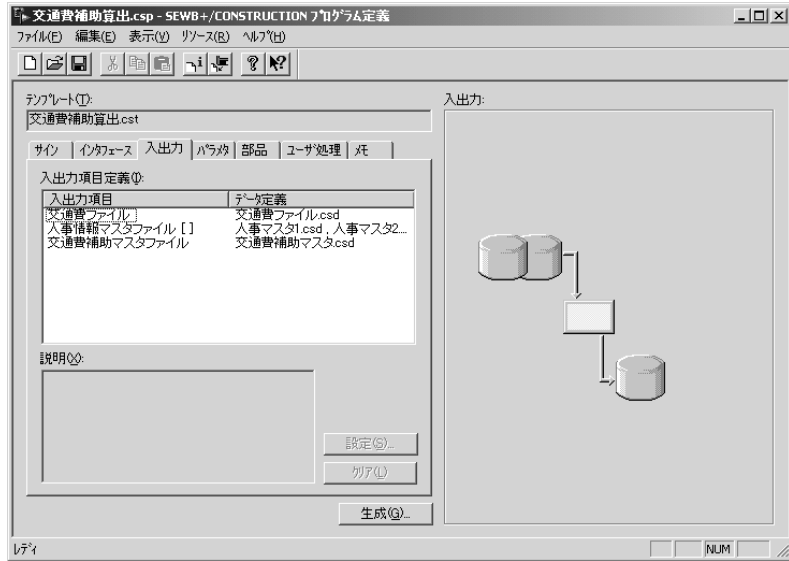 交通費補助算出.csp - SEWB+/CONSTRUCTION ﾌﾟﾛｸﾞﾗﾑ定義
ﾌｧｲﾙ(F) 編集(E) 表示(V) ﾘｿｰｽ(R) ﾍﾙﾌﾟ(H)
ﾃﾝﾌﾟﾚｰﾄ(T):
交通費補助算出.cst
入出力:
ｻｲﾝ ｲﾝﾀﾌｪｰｽ 入出力 ﾊﾟﾗﾒﾀ 部品 ﾕｰｻﾞ処理 ﾒﾓ
入出力項目定義(I):
入出力項目 ﾃﾞｰﾀ定義
交通費ファイル 交通費ファイル.csd
人事情報マスタファイル [ ] 人事マスタ1.csd , 人事マスタ2...
交通費補助マスタファイル 交通費補助マスタ.csd
説明(X):
設定(S)...
ｸﾘｱ(L)
生成(G)...
ﾚﾃﾞｨ
NUM